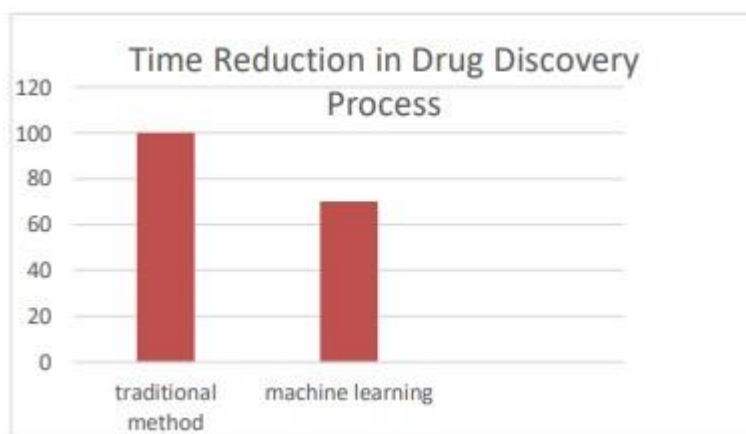 Time Reduction in Drug Discovery
Process
120
100
80
60
40
20
0
traditional
method
machine learning